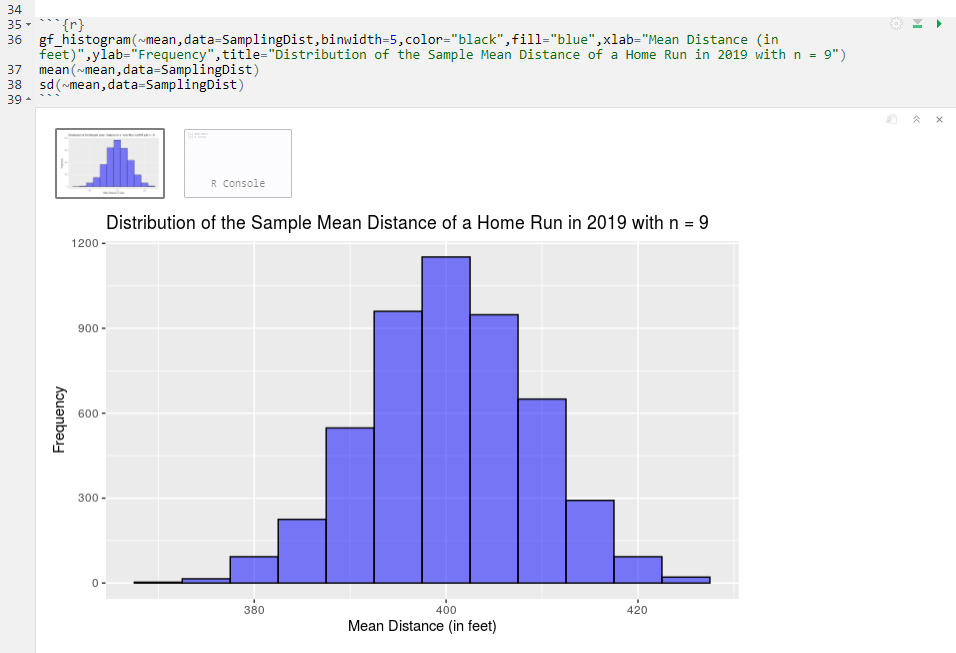 34
35 ```{r}
36 gf_histogram(~mean,data=SamplingDist,binwidth=5,color="black",fill="blue",xlab="Mean Distance (in
feet)",ylab="Frequency",title="Distribution of the Sample Mean Distance of a Home Run in 2019 with n = 9")
37 mean(~mean,data=SamplingDist)
38 sd(~mean,data=SamplingDist)
39 ```
R Console
Distribution of the Sample Mean Distance of a Home Run in 2019 with n = 9
1200
900
600
300
0
Frequency
380 400 420
Mean Distance (in feet)